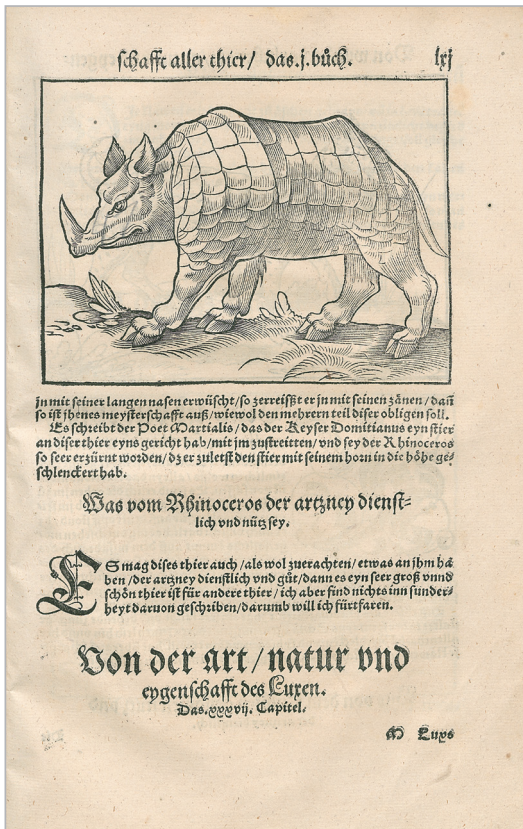 schafft aller thier/ das.j.bůch. lxj
jn mit seiner langen nasen erwüscht/so zerreißt er jn mit seinen zänen/dañ
so ist jhenes meysterschafft auß/wiewol den mehrern teil diser obligen soll.
Es schreibt der Poet Martialis/das der Keyser Domitianus eyn stier
an diser thier eyns gericht hab/mit jm zustreitten/vnd sey der Rhinoceros
so seer erzürnt worden/dz er zuletst den stier mit seinem horn in die höhe ge⸗
schlenckert hab.
Was vom Rhinoceros der artzney dienst⸗
lich vnd nütz sey.
ES mag dises thier auch/als wol zuerachten/etwas an jhm hä
ben/der artzney dienstlich vnd gůt/dann es eyn seer groß vnnd
schön thier ist für andere thier/ich aber find nichts inn sunder⸗
heyt daruon geschriben/darumb will ich fürtfaren.
Von der art/natur vnd
eygenschafft des Luxen.
Das.xxxvij. Capitel.
M Luxs